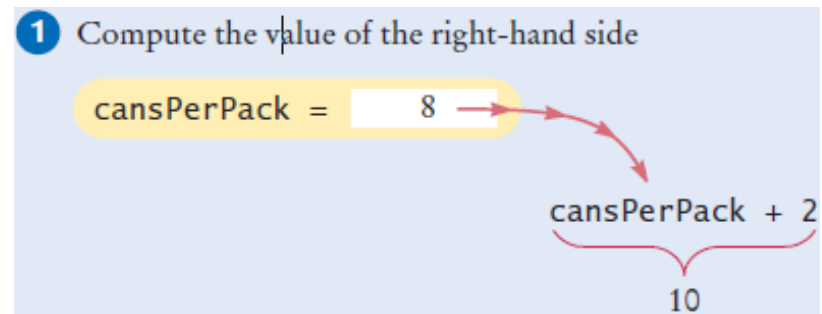 1 Compute the value of the right-hand side
cansPerPack = 8
cansPerPack + 2
10